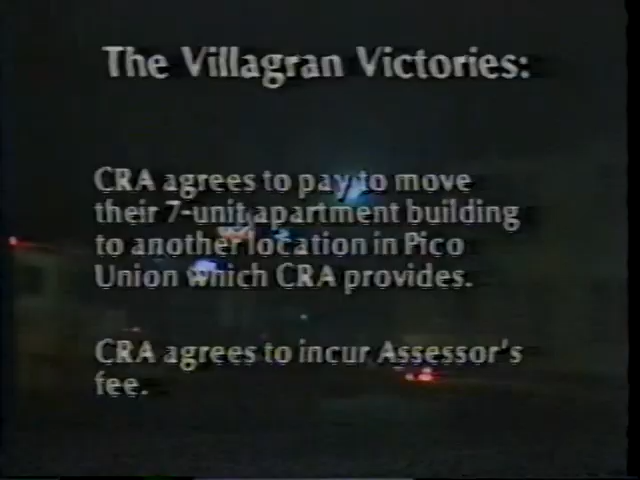 The Villagran Victories:
CRA agrees to pay to move
their 7-unit apartment building
to another location in Pico
Union which CRA provides.
CRA agrees to incur Assessor's
fee.